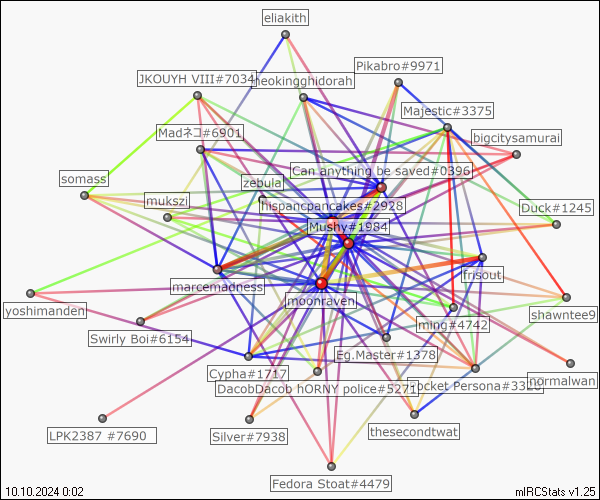 eliakith
Pikabro#9971
JKOUYH VIII#7034
neokingghidorah
Majestic#3375
Madネコ#6901
bigcitysamurai
Can anything be saved#0396
zebula
somass
mukszi
hispanicpancakes#2928
Duck#1245
Mushy#1984
frisout
marcemadness
moonraven
yoshimanden
shawntee9
ming#4742
Swirly Boi#6154
Eg.Master#1378
Cypha#1717
normalwan
DacobDacob hORNY police#5271
Pocket Persona#3326
LPK2387 #7690
Silver#7938
thesecondtwat
Fedora Stoat#4479
10.10.2024 0:02
mIRCStats v1.25